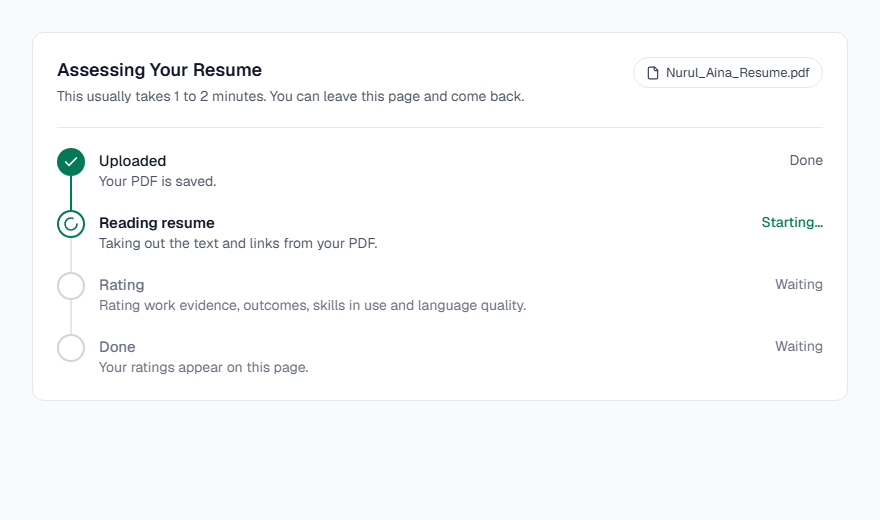 Assessing Your Resume
Nurul_Aina_Resume.pdf
This usually takes 1 to 2 minutes. You can leave this page and come back.
Uploaded
Done
Your PDF is saved.
Reading resume
Starting...
Taking out the text and links from your PDF.
Rating
Waiting
Rating work evidence, outcomes, skills in use and language quality.
Done
Waiting
Your ratings appear on this page.